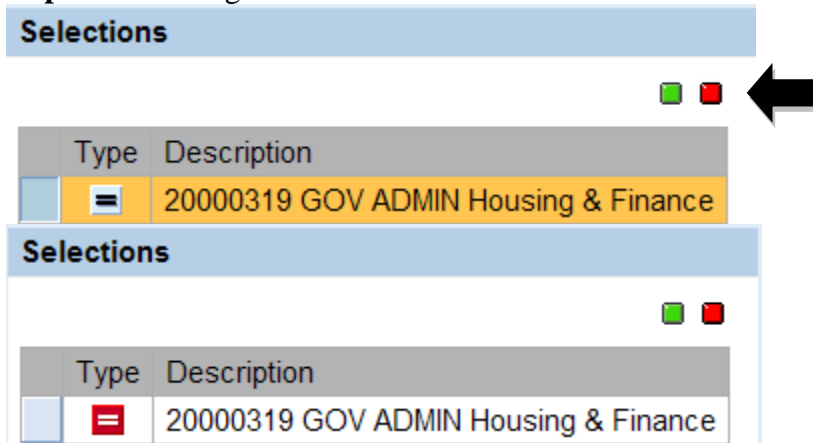 Selections
Type Description
20000319 GOV ADMIN Housing & Finance
Selections
Type Description
20000319 GOV ADMIN Housing & Finance